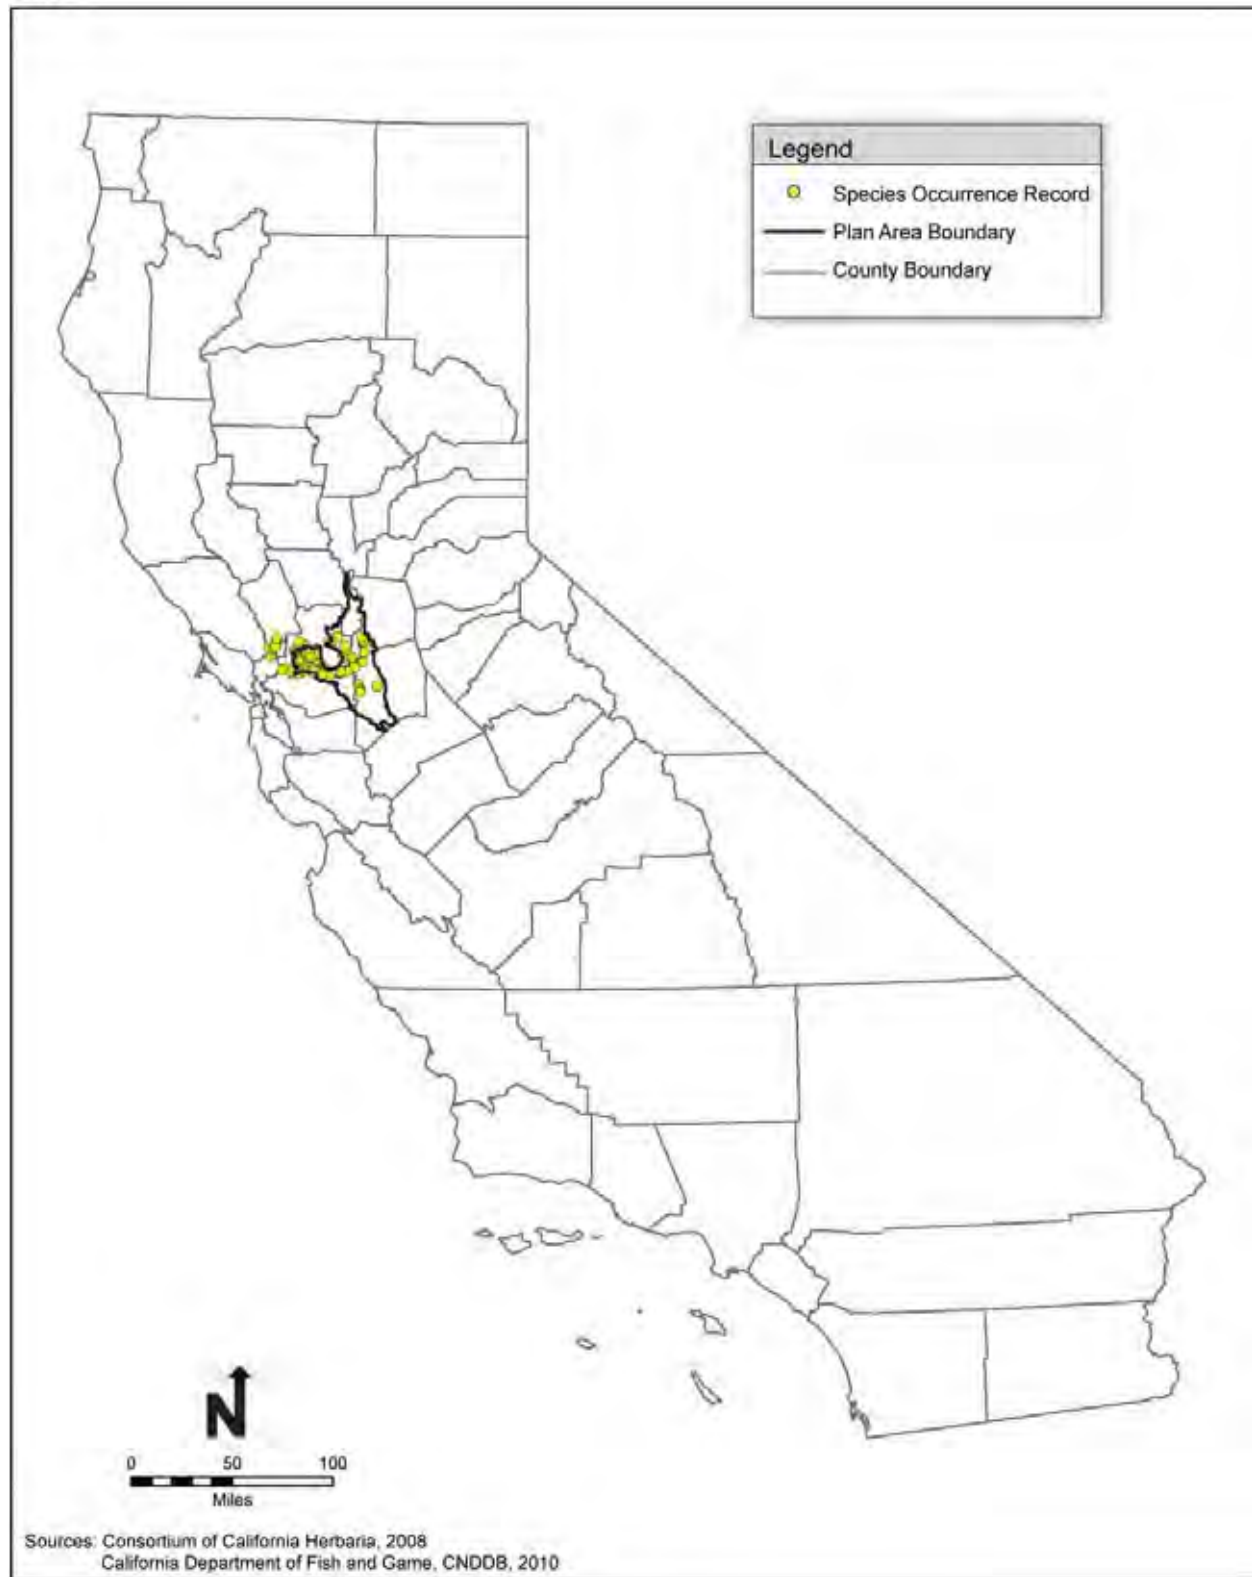 Legend
Species Occurrence Record
Plan Area Boundary
County Boundary
N
0 50 100
Miles
Sources: Consortium of California Herbaria, 2008
California Department of Fish and Game, CNDDB, 2010